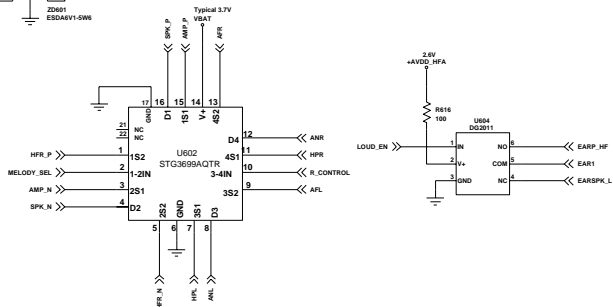 ZD601
ESDA6V1-5W6
Typical 3.7V
VBAT
SPK_P
AMP_P
AFR
17 16 15 14 13
GND
D1
1S1
V+
4S2
21 NC
22 NC
1 1S2
2 1-2IN
3 2S1
4 D2
HFR_P
MELODY_SEL
AMP_N
SPK_N
U602
STG3699AQTR
D4 12
4S1 11
3-4IN 10
3S2 9
ANR
HPR
R_CONTROL
AFL
2S2
GND
3S1
D3
5 6 7 8
HPL
ANL
2.6V
+AVDD_HFA
R616
100
U604
DG2011
LOUD_EN
1 IN
2 V+
3 GND
NO 6
COM 5
NC 4
EARP_HF
EAR1
EARSPK_L